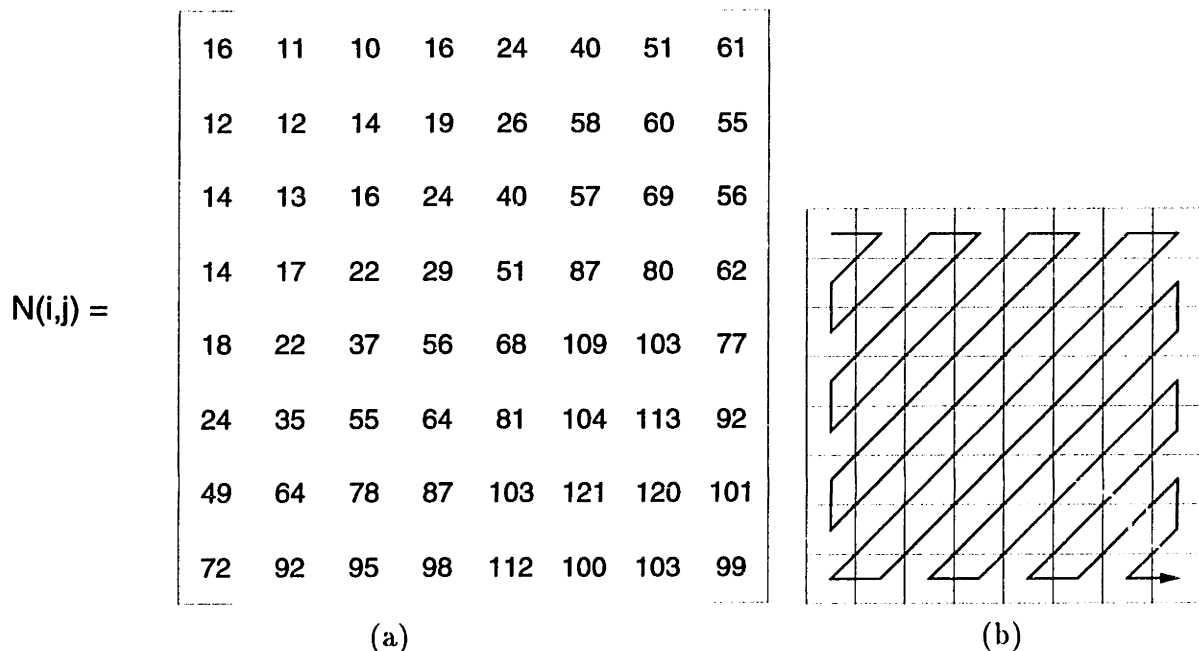 16 11 10 16 24 40 51 61
12 12 14 19 26 58 60 55
14 13 16 24 40 57 69 56
14 17 22 29 51 87 80 62
N(i,j) =
18 22 37 56 68 109 103 77
24 35 55 64 81 104 113 92
49 64 78 87 103 121 120 101
72 92 95 98 112 100 103 99
(a) (b)